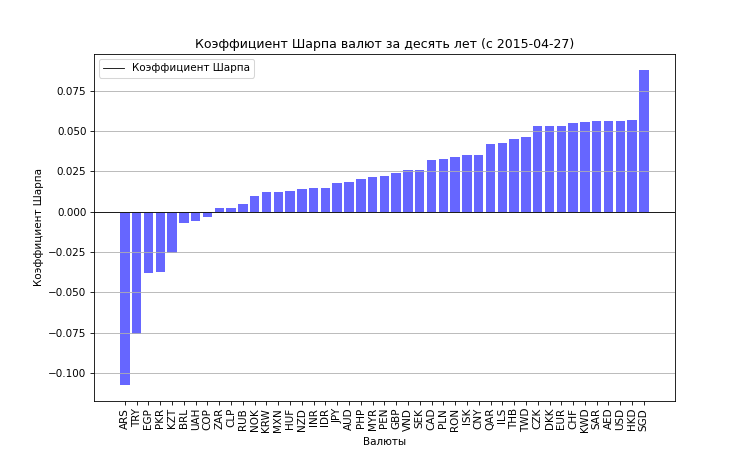 Коэффициент Шарпа валют за десять лет (с 2015-04-27)
Коэффициент Шарпа
0.075
0.050
0.025
0.000
−0.025
−0.050
−0.075
−0.100
Коэффициент Шарпа
ARS TRY EGP PKR KZT BRL UAH COP ZAR CLP RUB NOK KRW MXN HUF NZD INR IDR JPY AUD PHP MYR PEN GBP VND SEK CAD PLN RON ISK CNY QAR ILS THB TWD CZK DKK EUR CHF KWD SAR AED USD HKD SGD
Валюты